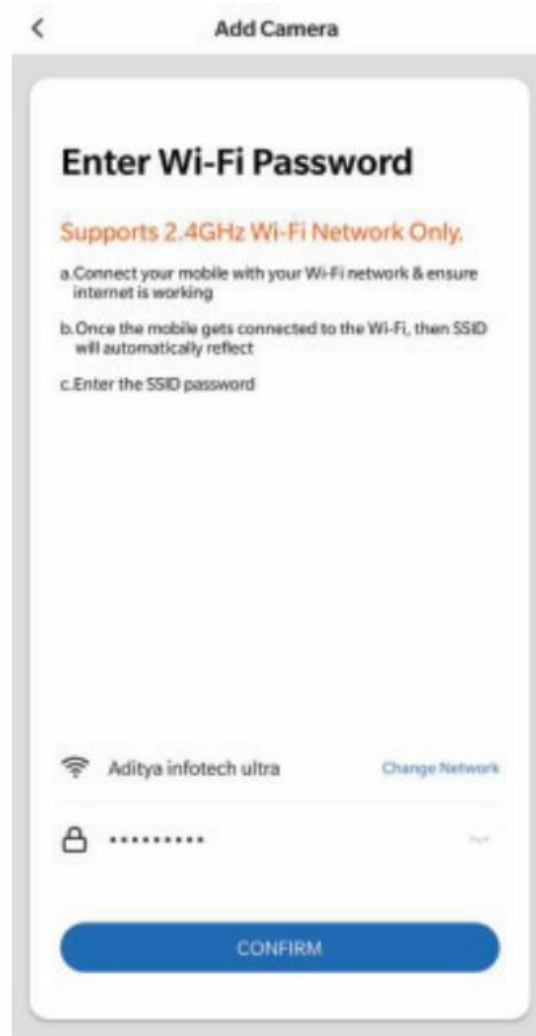 Add Camera
Enter Wi-Fi Password
Supports 2.4GHz Wi-Fi Network Only.
a.Connect your mobile with your Wi-Fi network & ensure
internet is working
b.Once the mobile gets connected to the Wi-Fi, then SSID
will automatically reflect
c.Enter the SSID password
Aditya infotech ultra Change Network
•••••••••
CONFIRM